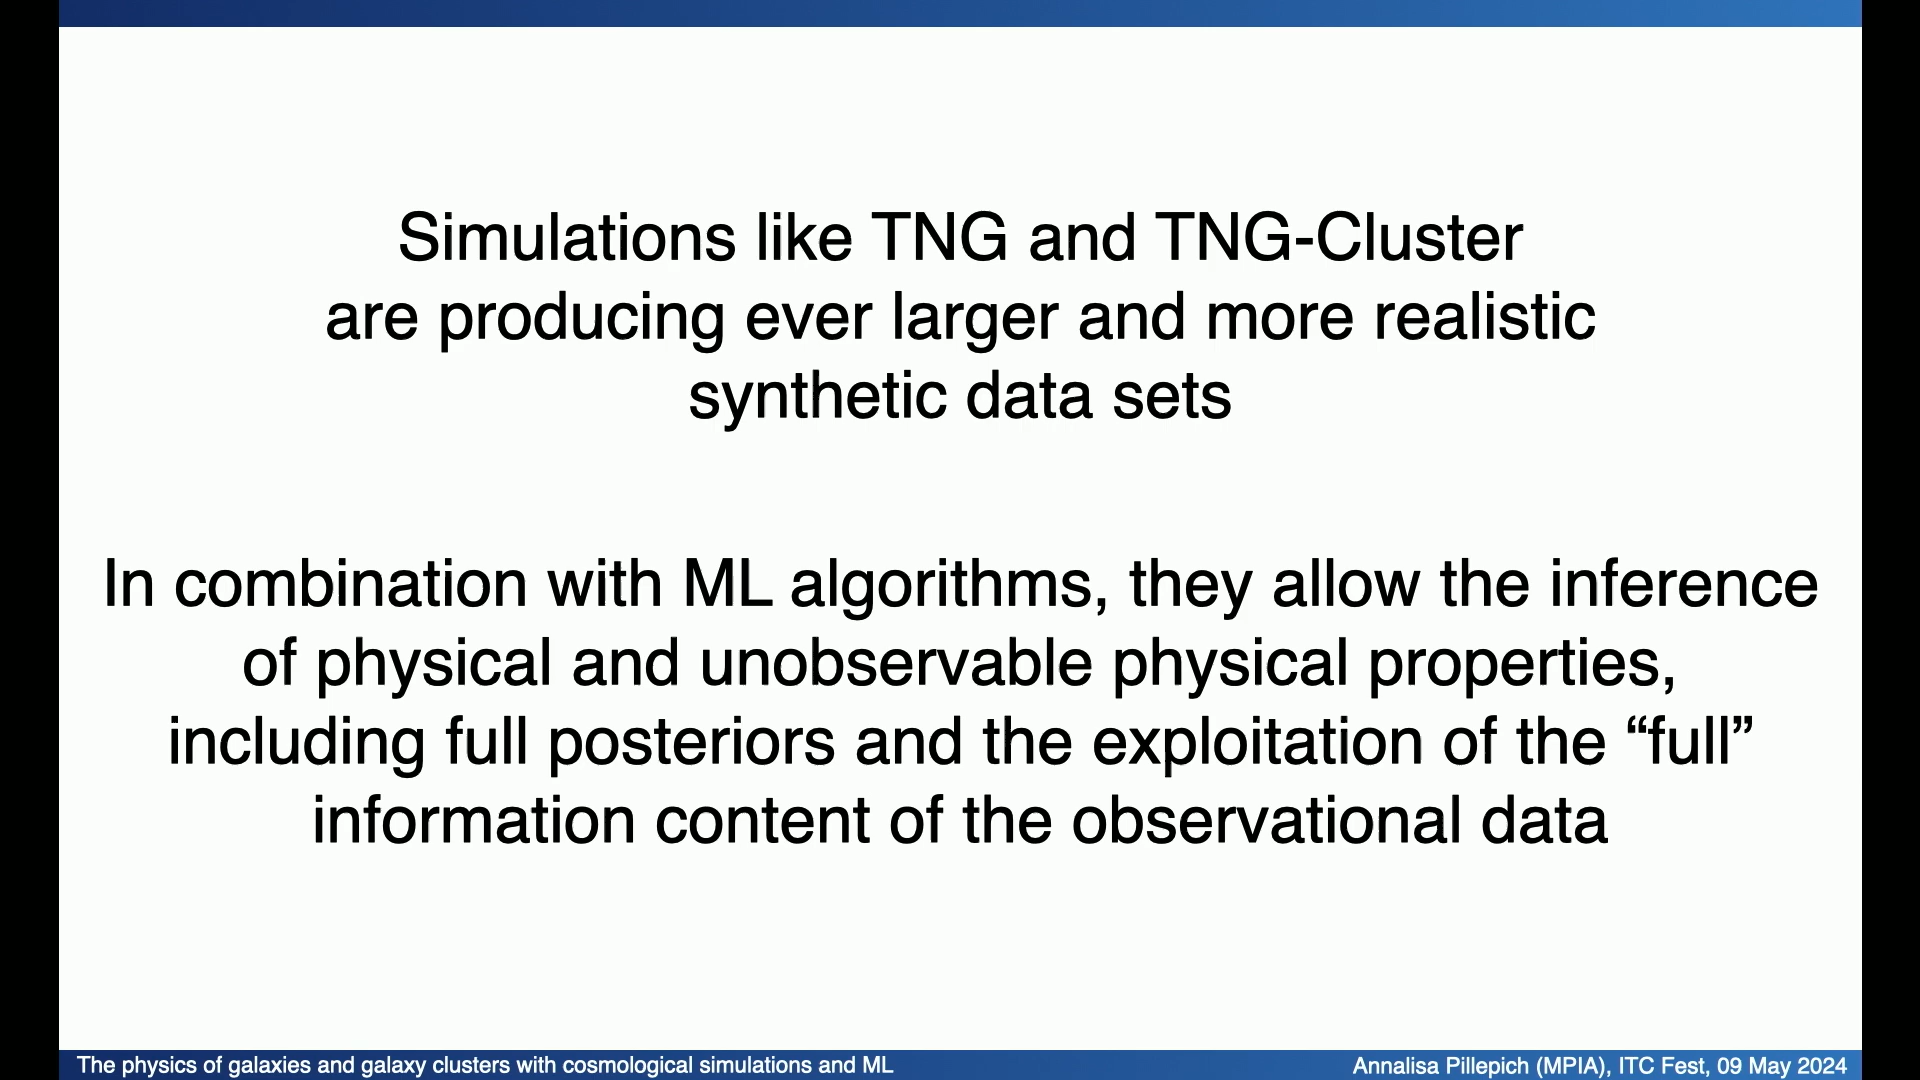 Simulations like TNG and TNG-Cluster
are producing ever larger and more realistic
synthetic data sets
In combination with ML algorithms, they allow the inference
of physical and unobservable physical properties,
including full posteriors and the exploitation of the “full”
information content of the observational data
The physics of galaxies and galaxy clusters with cosmological simulations and ML
Annalisa Pillepich (MPIA), ITC Fest, 09 May 2024